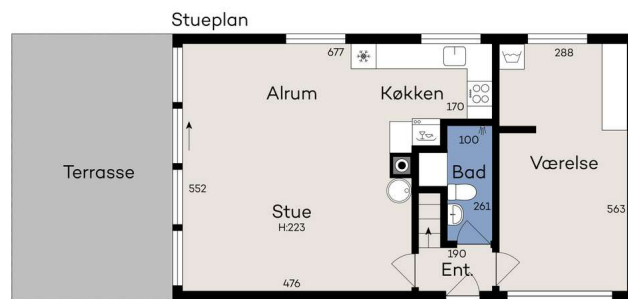 Stueplan
677
288
Alrum
Køkken
170
100
Terrasse
Bad
Værelse
552
261
563
Stue
H:223
190
Ent.
476